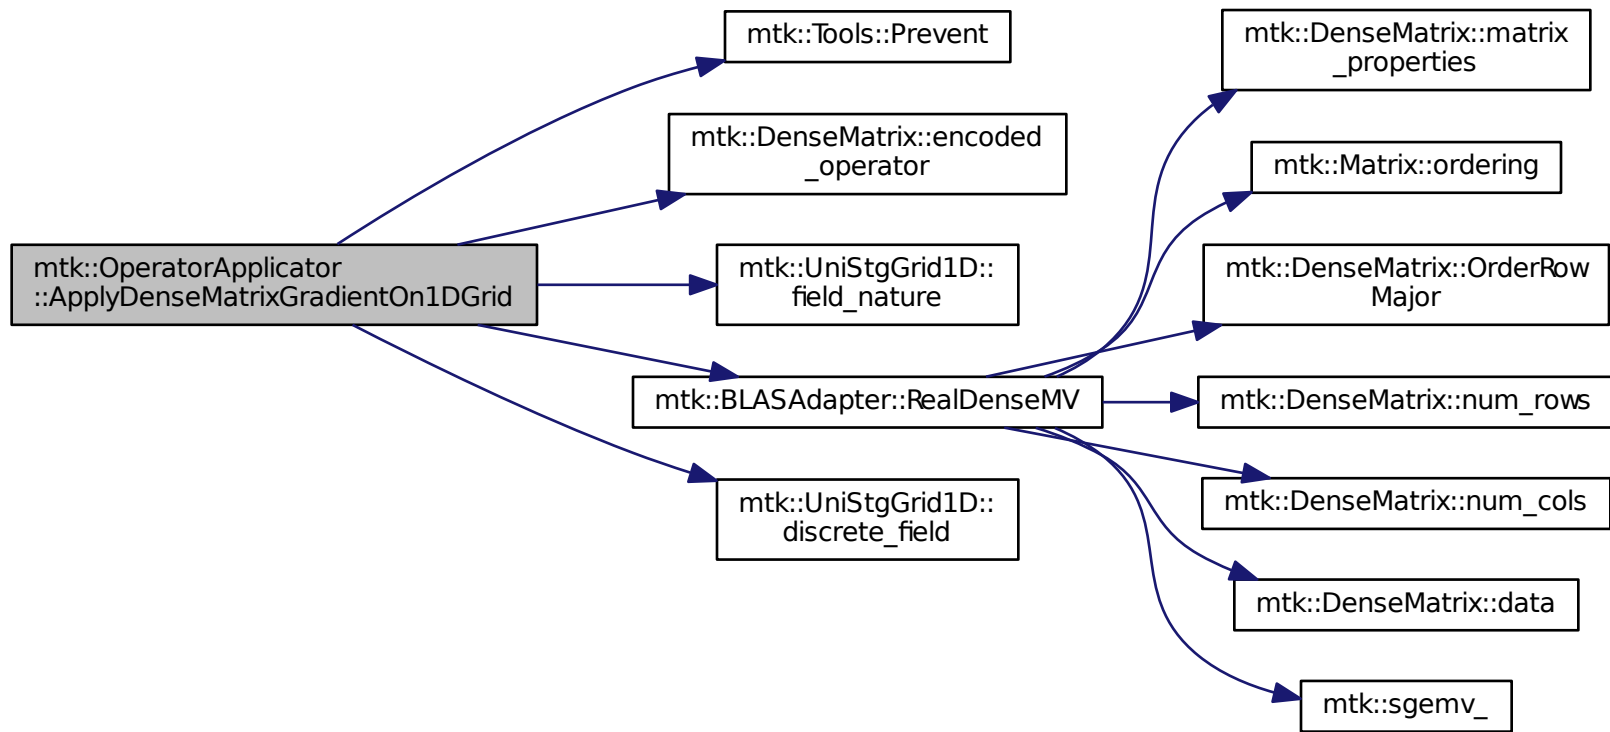 mtk::OperatorApplicator
::ApplyDenseMatrixGradientOn1DGrid
mtk::Tools::Prevent
mtk::DenseMatrix::encoded
_operator
mtk::UniStgGrid1D::
field_nature
mtk::BLASAdapter::RealDenseMV
mtk::UniStgGrid1D::
discrete_field
mtk::DenseMatrix::matrix
_properties
mtk::Matrix::ordering
mtk::DenseMatrix::OrderRow
Major
mtk::DenseMatrix::num_rows
mtk::DenseMatrix::num_cols
mtk::DenseMatrix::data
mtk::sgemv_